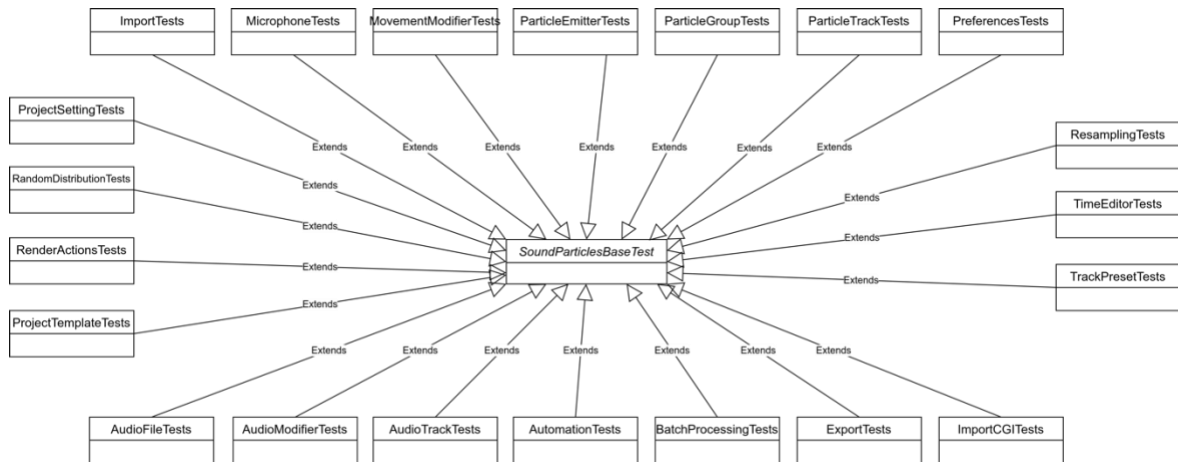 ImportTests
MicrophoneTests
MovementModifierTests
ParticleEmitterTests
ParticleGroupTests
ParticleTrackTests
PreferencesTests
ProjectSettingTests
ResamplingTests
Extends
Extends
Extends
Extends
Extends
Extends
Extends
Extends
RandomDistributionTests
Extends
Extends
TimeEditorTests
RenderActionsTests
Extends
SoundParticlesBaseTest
Extends
Extends
TrackPresetTests
Extends
ProjectTemplateTests
Extends
Extends
Extends
Extends
Extends
Extends
Extends
Extends
AudioFileTests
AudioModifierTests
AudioTrackTests
AutomationTests
BatchProcessingTests
ExportTests
ImportCGITests